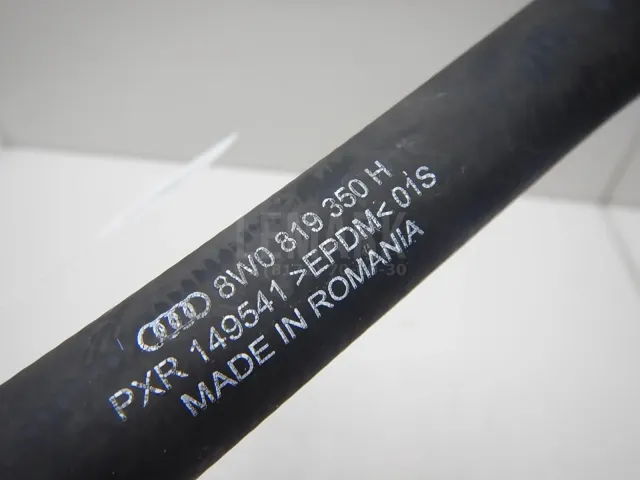 8W0 819 350 H
PXR 149541 >EPDM< 01S
MADE IN ROMANIA